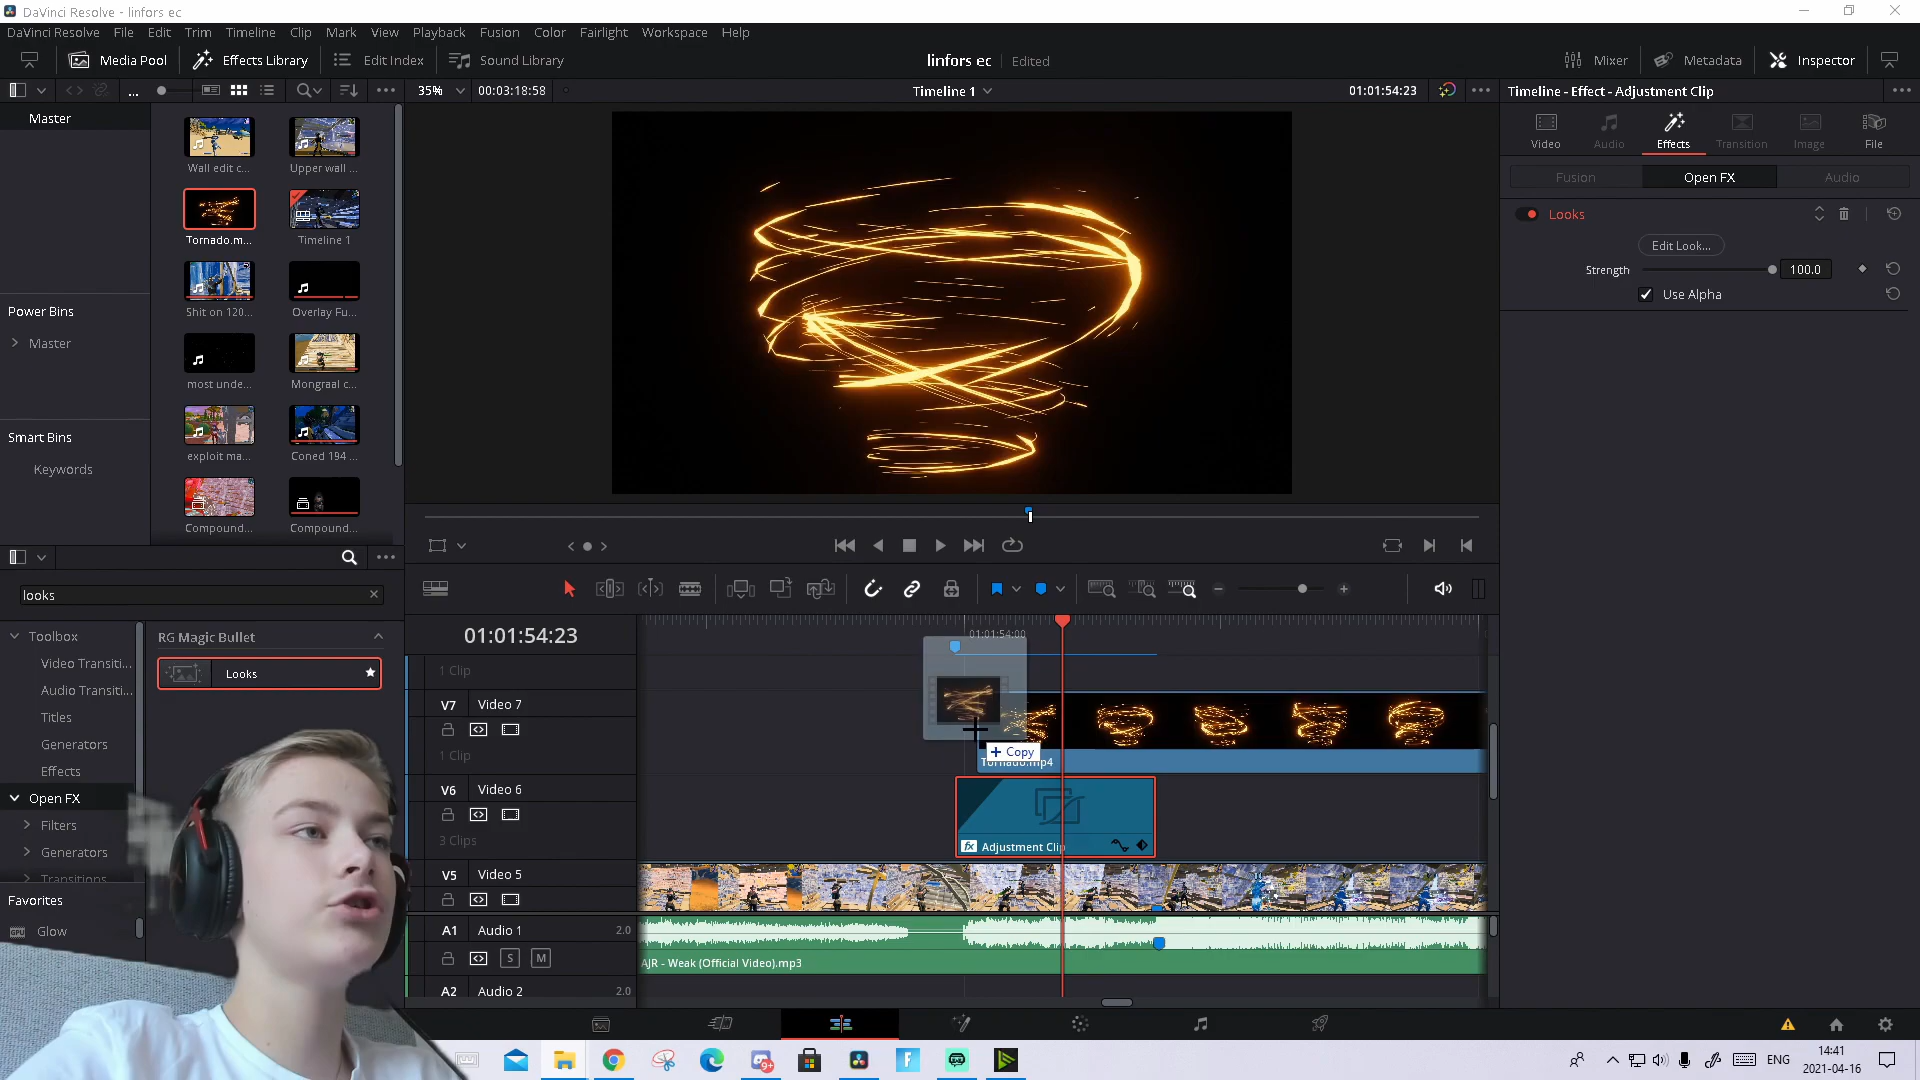 DaVinci Resolve - linfors ec
DaVinci Resolve File Edit Trim Timeline Clip Mark View Playback Fusion Color Fairlight Workspace Help
Media Pool Effects Library Edit Index Sound Library linfors ec Edited Mixer Metadata Inspector
... 35% 00:03:18:58 Timeline 1 01:01:54:23 Timeline - Effect - Adjustment Clip
Master
Wall edit c... Upper wall ...
Tornado.m... Timeline 1
Shit on 120... Overlay Fu...
most unde... Mongraal c...
exploit ma... Coned 194 ...
Compound... Compound...
Power Bins
Master
Smart Bins
Keywords
Video Audio Effects Transition Image File
Fusion Open FX Audio
Looks
Edit Look...
Strength 100.0
Use Alpha
looks
Toolbox
Video Transiti...
Audio Transiti...
Titles
Generators
Effects
Open FX
Filters
Generators
Transitions
Favorites
Glow
RG Magic Bullet
Looks
01:01:54:23
01:01:54:00
1 Clip
V7 Video 7
1 Clip
Copy
Tornado.mp4
V6 Video 6
3 Clips
fx Adjustment Clip
V5 Video 5
A1 Audio 1 2.0
S M
AJR - Weak (Official Video).mp3
A2 Audio 2 2.0
9+
F
ENG
14:41
2021-04-16